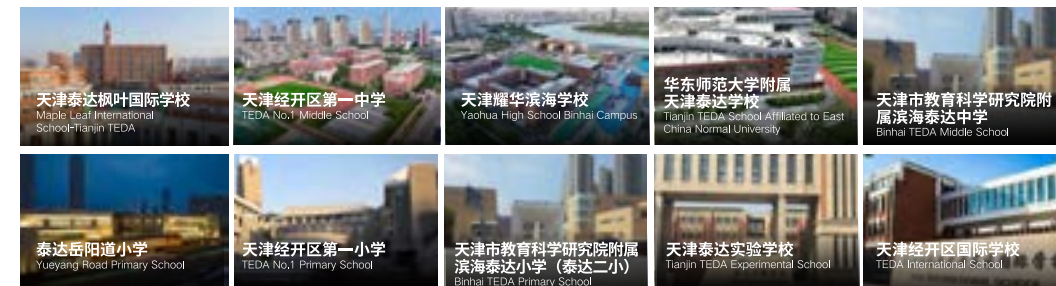 天津泰达枫叶国际学校
Maple Leaf International
School-Tianjin TEDA
天津经开区第一中学
TEDA No.1 Middle School
天津耀华滨海学校
Yaohua High School Binhai Campus
华东师范大学附属
天津泰达学校
Tianjin TEDA School Affiliated to East
China Normal University
天津市教育科学研究院附
属滨海泰达中学
Binhai TEDA Middle School
泰达岳阳道小学
Yueyang Road Primary School
天津经开区第一小学
TEDA No.1 Primary School
天津市教育科学研究院附属
滨海泰达小学（泰达二小）
Binhai TEDA Primary School
天津泰达实验学校
Tianjin TEDA Experimental School
天津经开区国际学校
TEDA International School